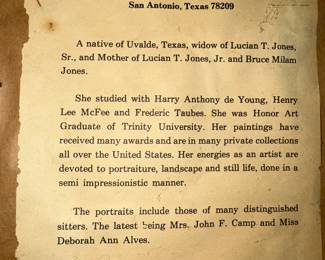 San Antonio, Texas 78209
A native of Uvalde, Texas, widow of Lucian T. Jones,
Sr., and Mother of Lucian T. Jones, Jr. and Bruce Milam
Jones.
She studied with Harry Anthony de Young, Henry
Lee McFee and Frederic Taubes. She was Honor Art
Graduate of Trinity University. Her paintings have
received many awards and are in many private collections
all over the United States. Her energies as an artist are
devoted to portraiture, landscape and still life, done in a
semi impressionistic manner.
The portraits include those of many distinguished
sitters. The latest being Mrs. John F. Camp and Miss
Deborah Ann Alves.